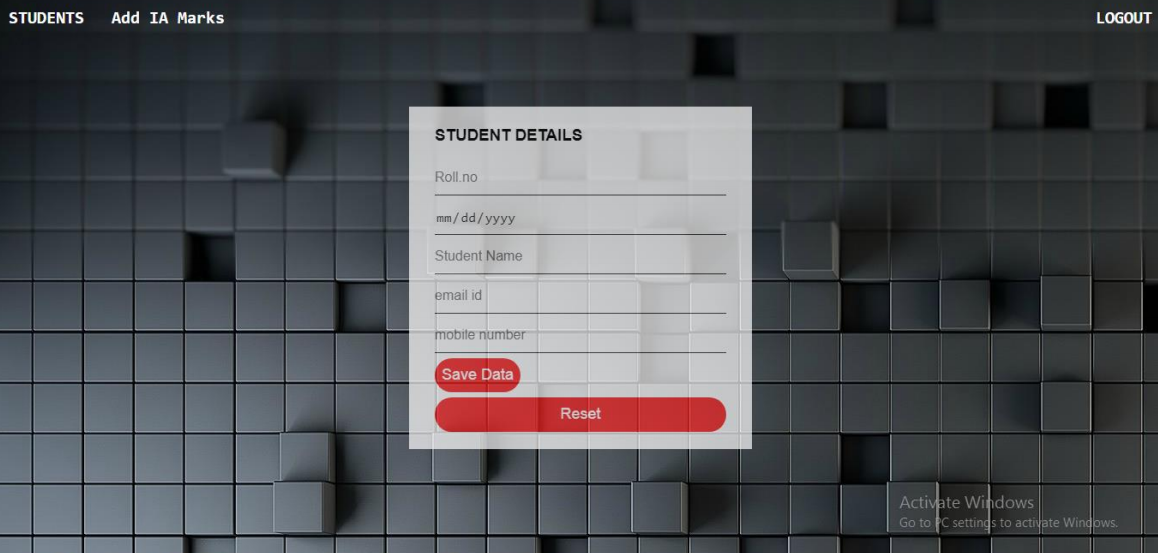 STUDENTS Add IA Marks LOGOUT
STUDENT DETAILS
Roll.no
mm/dd/yyyy
Student Name
email id
mobile number
Save Data
Reset
Activate Windows
Go to PC settings to activate Windows.